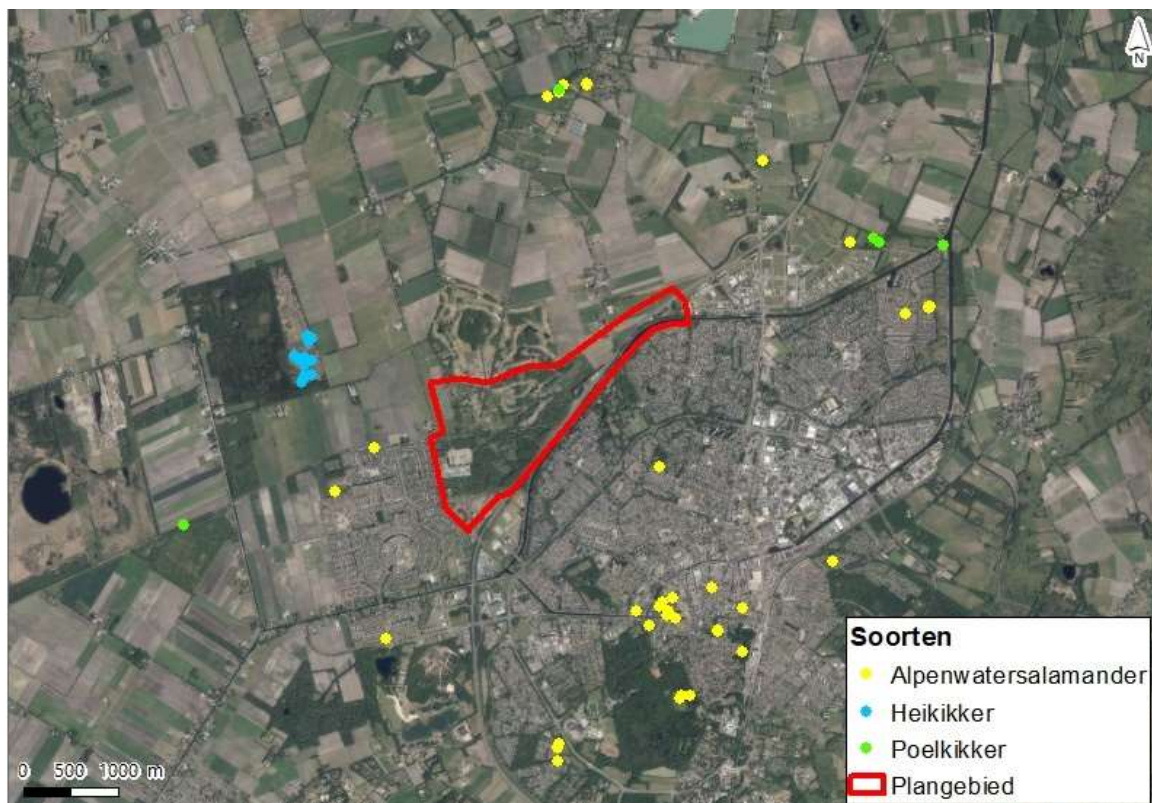 N
Soorten
Alpenwatersalamander
Heikikker
Poelkikker
Plangebied
0 500 1000 m